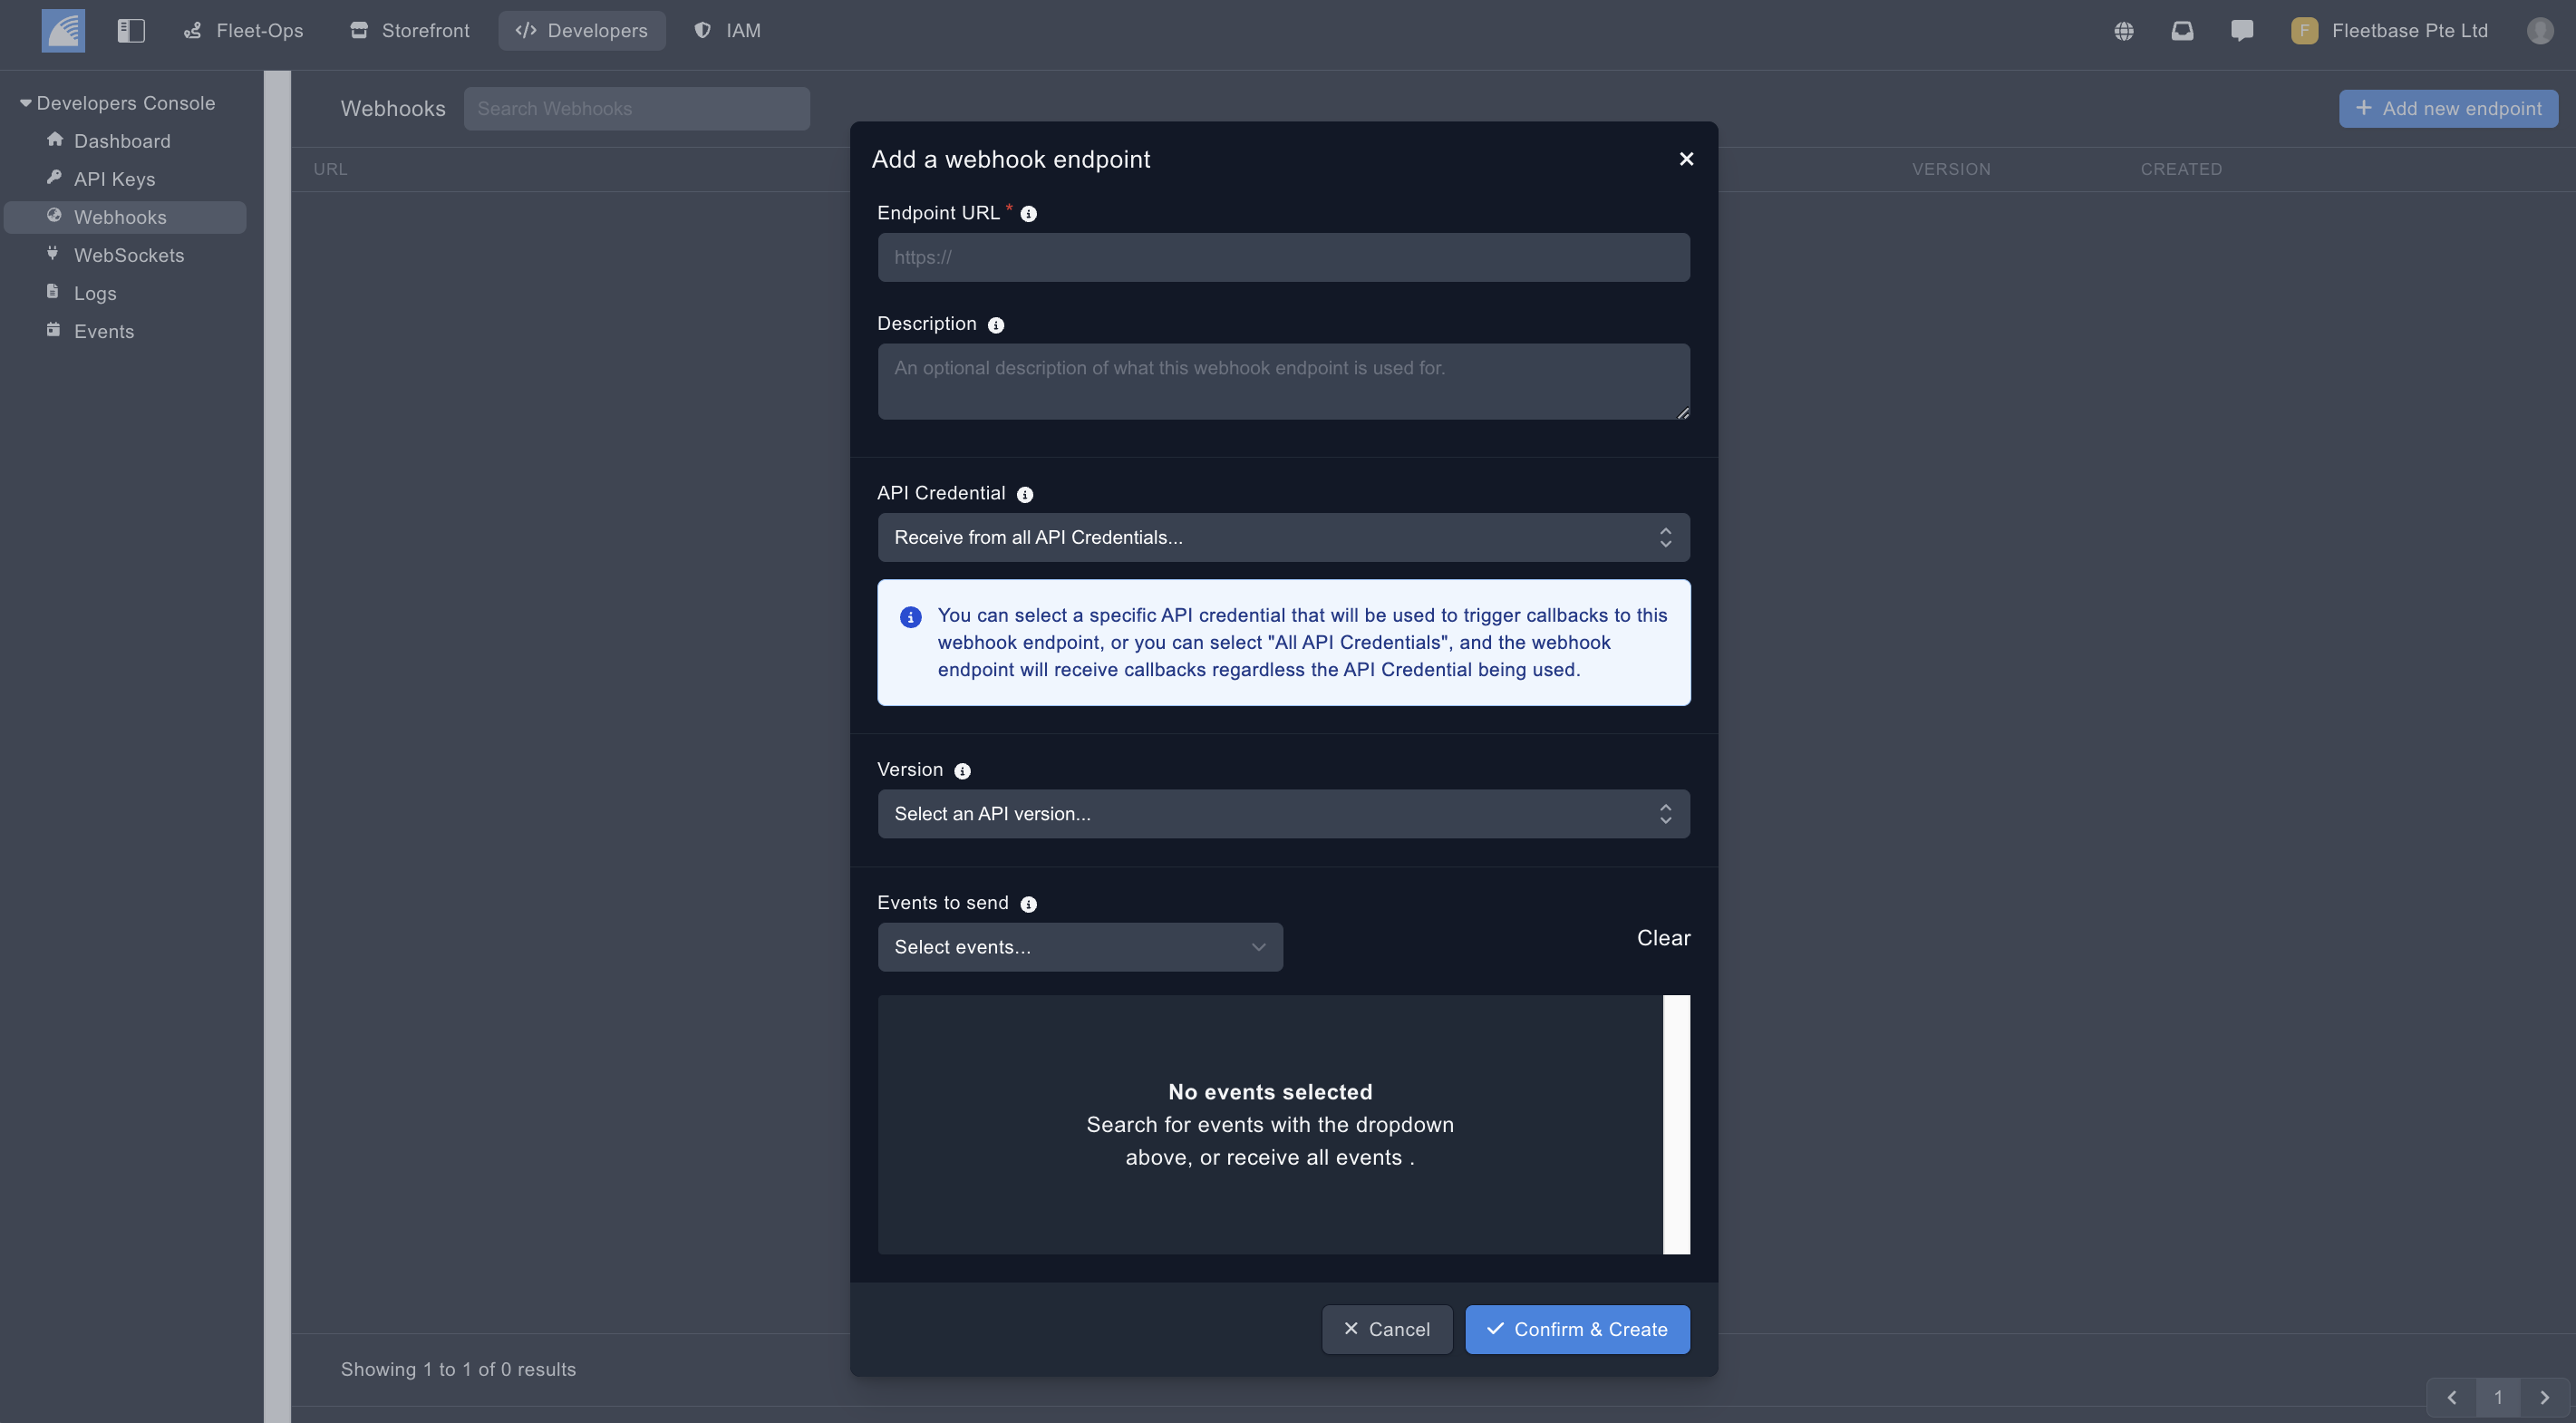 Fleet-Ops
Storefront
Developers
IAM
F
Fleetbase Pte Ltd
Developers Console
Dashboard
API Keys
Webhooks
WebSockets
Logs
Events
Webhooks
Search Webhooks
Add new endpoint
URL
VERSION
CREATED
Add a webhook endpoint
Endpoint URL *
https://
Description
An optional description of what this webhook endpoint is used for.
API Credential
Receive from all API Credentials...
You can select a specific API credential that will be used to trigger callbacks to this
webhook endpoint, or you can select "All API Credentials", and the webhook
endpoint will receive callbacks regardless the API Credential being used.
Version
Select an API version...
Events to send
Select events...
Clear
No events selected
Search for events with the dropdown
above, or receive all events .
Cancel
Confirm & Create
Showing 1 to 1 of 0 results
1